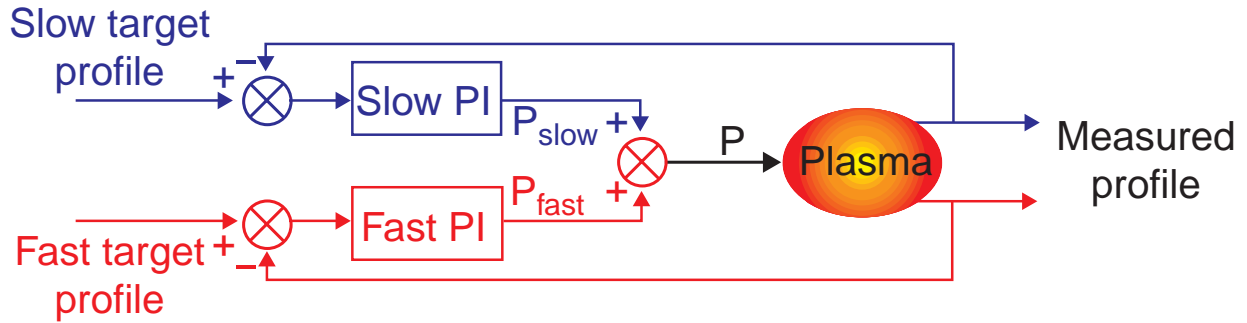 Slow target
profile
−
+
Slow PI
P_slow
+
P
Plasma
Measured
profile
Fast target
profile
+
−
Fast PI
P_fast
+